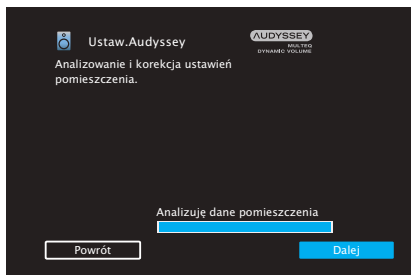 Ustaw.Audyssey
AUDYSSEY
MULTEQ
DYNAMIC VOLUME
Analizowanie i korekcja ustawień
pomieszczenia.
Analizuję dane pomieszczenia
Powrót
Dalej